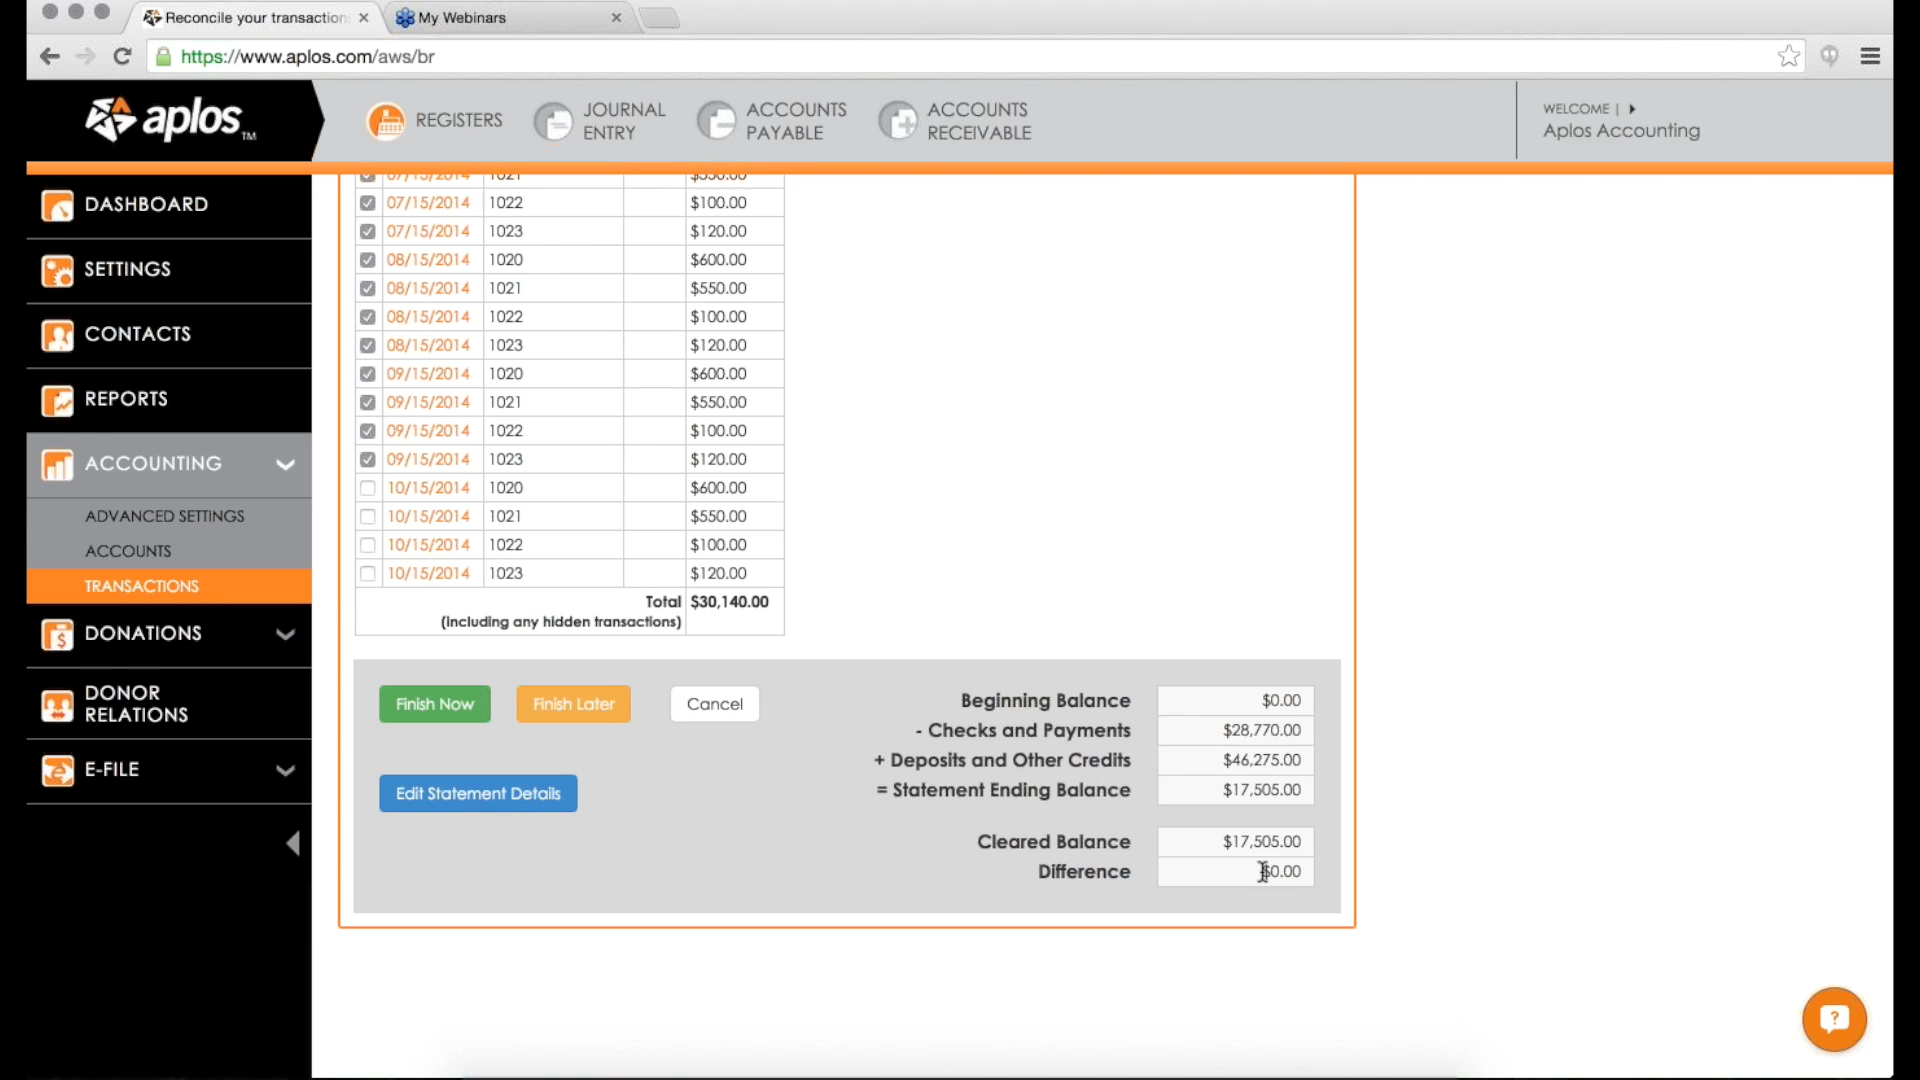 Reconcile your transaction
My Webinars
https://www.aplos.com/aws/br
aplos™
REGISTERS
JOURNAL
ENTRY
ACCOUNTS
PAYABLE
ACCOUNTS
RECEIVABLE
WELCOME |
Aplos Accounting
DASHBOARD
SETTINGS
CONTACTS
REPORTS
ACCOUNTING
ADVANCED SETTINGS
ACCOUNTS
TRANSACTIONS
DONATIONS
DONOR
RELATIONS
E-FILE
07/15/2014 1021 $550.00
07/15/2014 1022 $100.00
07/15/2014 1023 $120.00
08/15/2014 1020 $600.00
08/15/2014 1021 $550.00
08/15/2014 1022 $100.00
08/15/2014 1023 $120.00
09/15/2014 1020 $600.00
09/15/2014 1021 $550.00
09/15/2014 1022 $100.00
09/15/2014 1023 $120.00
10/15/2014 1020 $600.00
10/15/2014 1021 $550.00
10/15/2014 1022 $100.00
10/15/2014 1023 $120.00
Total $30,140.00
(including any hidden transactions)
Finish Now
Finish Later
Cancel
Edit Statement Details
Beginning Balance $0.00
- Checks and Payments $28,770.00
+ Deposits and Other Credits $46,275.00
= Statement Ending Balance $17,505.00
Cleared Balance $17,505.00
Difference $0.00
?